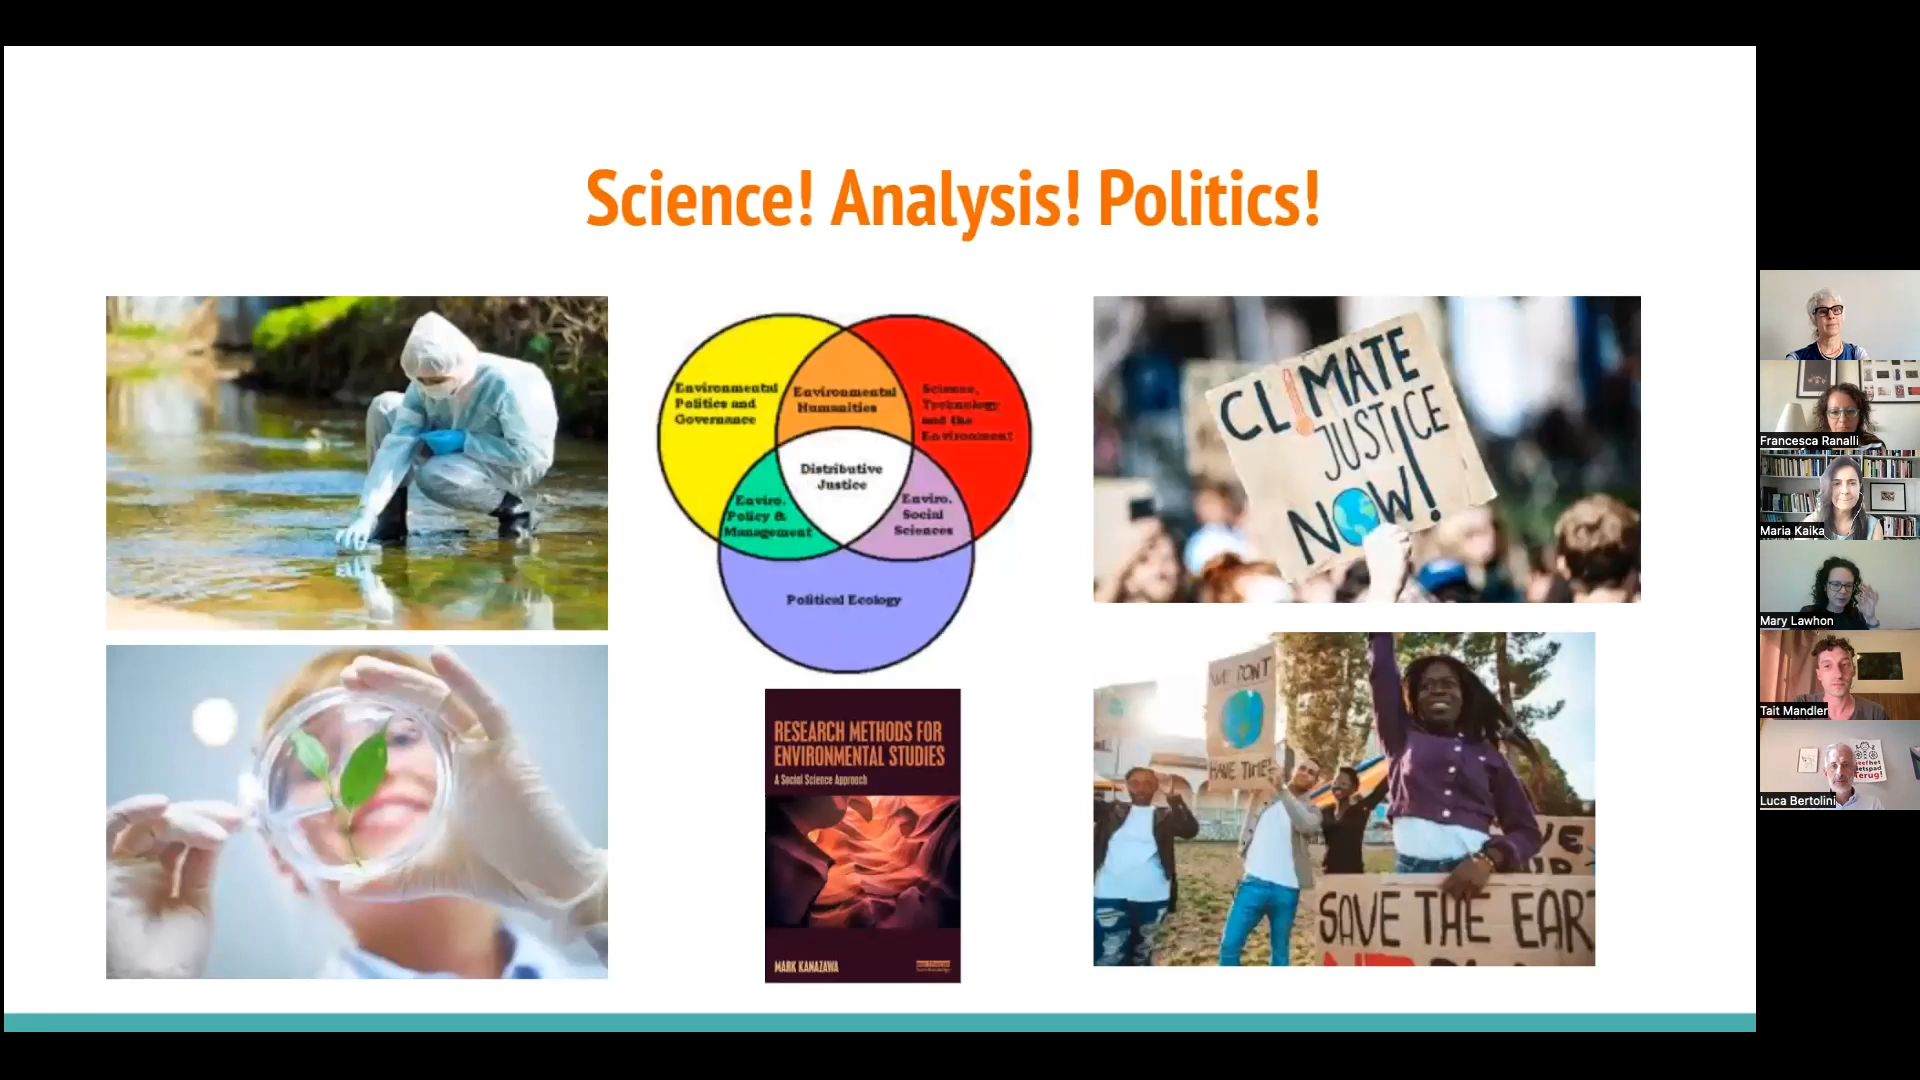 Science! Analysis! Politics!
Environmental
Politics and
Governance
Environmental
Humanities
Science,
Technology
and the
Environment
Distributive
Justice
Enviro.
Policy &
Management
Enviro.
Social
Sciences
Political Ecology
RESEARCH METHODS FOR
ENVIRONMENTAL STUDIES
A Social Science Approach
MARK KANAZAWA
CLIMATE
JUSTICE
NOW!
WE DON'T
HAVE TIME!
VE
SAVE THE EAR
Francesca Ranalli
Maria Kaika
Mary Lawhon
Tait Mandler
Luca Bertolini